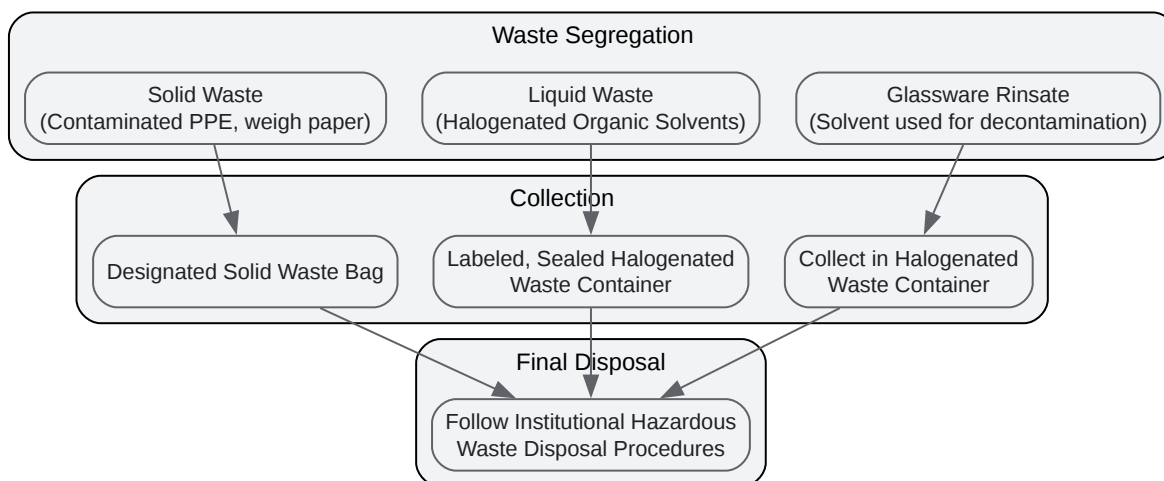 Waste Segregation
Solid Waste
(Contaminated PPE, weigh paper)
Liquid Waste
(Halogenated Organic Solvents)
Glassware Rinsate
(Solvent used for decontamination)
Collection
Designated Solid Waste Bag
Labeled, Sealed Halogenated
Waste Container
Collect in Halogenated
Waste Container
Final Disposal
Follow Institutional Hazardous
Waste Disposal Procedures